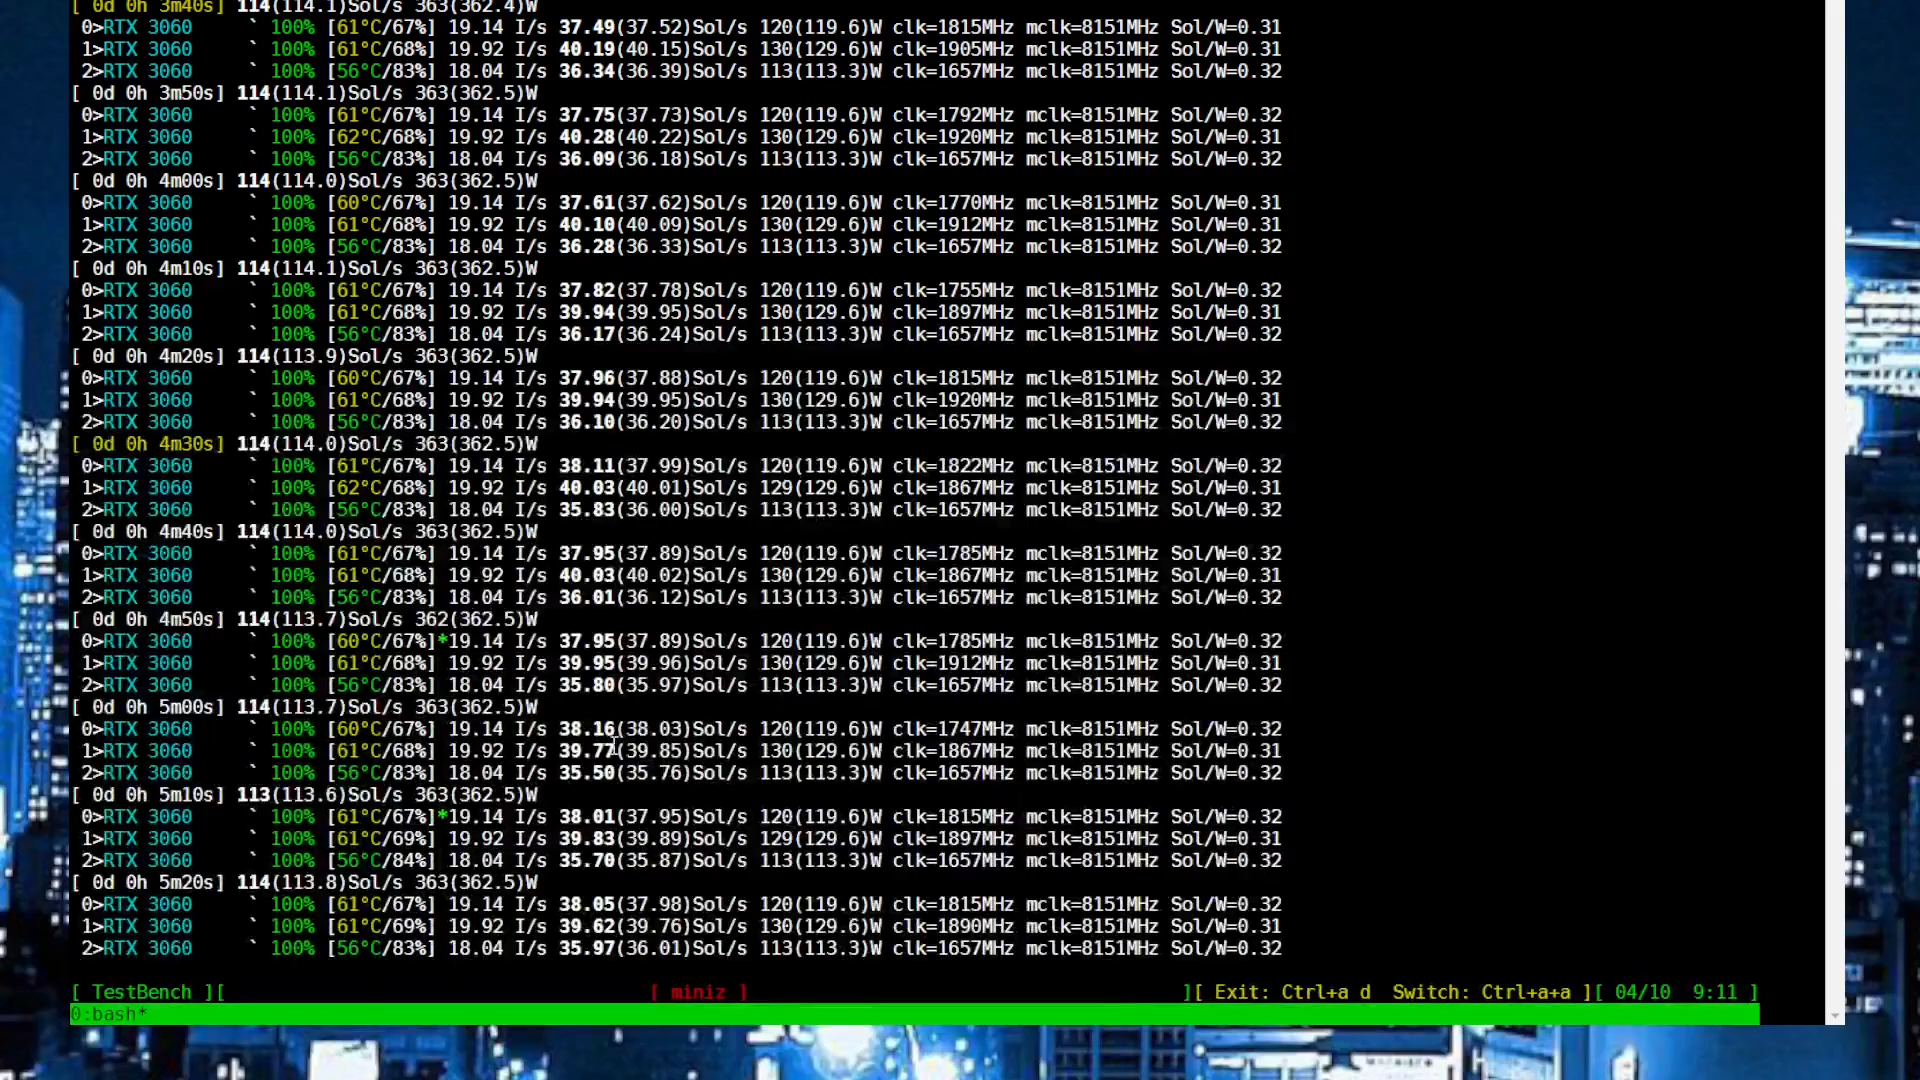 [ 0d 0h 3m40s] 114(114.1)Sol/s 363(362.4)W
0>RTX 3060 ` 100% [61°C/67%] 19.14 I/s 37.49(37.52)Sol/s 120(119.6)W clk=1815MHz mclk=8151MHz Sol/W=0.31
1>RTX 3060 ` 100% [61°C/68%] 19.92 I/s 40.19(40.15)Sol/s 130(129.6)W clk=1905MHz mclk=8151MHz Sol/W=0.31
2>RTX 3060 ` 100% [56°C/83%] 18.04 I/s 36.34(36.39)Sol/s 113(113.3)W clk=1657MHz mclk=8151MHz Sol/W=0.32
[ 0d 0h 3m50s] 114(114.1)Sol/s 363(362.5)W
0>RTX 3060 ` 100% [61°C/67%] 19.14 I/s 37.75(37.73)Sol/s 120(119.6)W clk=1792MHz mclk=8151MHz Sol/W=0.32
1>RTX 3060 ` 100% [62°C/68%] 19.92 I/s 40.28(40.22)Sol/s 130(129.6)W clk=1920MHz mclk=8151MHz Sol/W=0.31
2>RTX 3060 ` 100% [56°C/83%] 18.04 I/s 36.09(36.18)Sol/s 113(113.3)W clk=1657MHz mclk=8151MHz Sol/W=0.32
[ 0d 0h 4m00s] 114(114.0)Sol/s 363(362.5)W
0>RTX 3060 ` 100% [60°C/67%] 19.14 I/s 37.61(37.62)Sol/s 120(119.6)W clk=1770MHz mclk=8151MHz Sol/W=0.31
1>RTX 3060 ` 100% [61°C/68%] 19.92 I/s 40.10(40.09)Sol/s 130(129.6)W clk=1912MHz mclk=8151MHz Sol/W=0.31
2>RTX 3060 ` 100% [56°C/83%] 18.04 I/s 36.28(36.33)Sol/s 113(113.3)W clk=1657MHz mclk=8151MHz Sol/W=0.32
[ 0d 0h 4m10s] 114(114.1)Sol/s 363(362.5)W
0>RTX 3060 ` 100% [61°C/67%] 19.14 I/s 37.82(37.78)Sol/s 120(119.6)W clk=1755MHz mclk=8151MHz Sol/W=0.32
1>RTX 3060 ` 100% [61°C/68%] 19.92 I/s 39.94(39.95)Sol/s 130(129.6)W clk=1897MHz mclk=8151MHz Sol/W=0.31
2>RTX 3060 ` 100% [56°C/83%] 18.04 I/s 36.17(36.24)Sol/s 113(113.3)W clk=1657MHz mclk=8151MHz Sol/W=0.32
[ 0d 0h 4m20s] 114(113.9)Sol/s 363(362.5)W
0>RTX 3060 ` 100% [60°C/67%] 19.14 I/s 37.96(37.88)Sol/s 120(119.6)W clk=1815MHz mclk=8151MHz Sol/W=0.32
1>RTX 3060 ` 100% [61°C/68%] 19.92 I/s 39.94(39.95)Sol/s 130(129.6)W clk=1920MHz mclk=8151MHz Sol/W=0.31
2>RTX 3060 ` 100% [56°C/83%] 18.04 I/s 36.10(36.20)Sol/s 113(113.3)W clk=1657MHz mclk=8151MHz Sol/W=0.32
[ 0d 0h 4m30s] 114(114.0)Sol/s 363(362.5)W
0>RTX 3060 ` 100% [61°C/67%] 19.14 I/s 38.11(37.99)Sol/s 120(119.6)W clk=1822MHz mclk=8151MHz Sol/W=0.32
1>RTX 3060 ` 100% [62°C/68%] 19.92 I/s 40.03(40.01)Sol/s 129(129.6)W clk=1867MHz mclk=8151MHz Sol/W=0.31
2>RTX 3060 ` 100% [56°C/83%] 18.04 I/s 35.83(36.00)Sol/s 113(113.3)W clk=1657MHz mclk=8151MHz Sol/W=0.32
[ 0d 0h 4m40s] 114(114.0)Sol/s 363(362.5)W
0>RTX 3060 ` 100% [61°C/67%] 19.14 I/s 37.95(37.89)Sol/s 120(119.6)W clk=1785MHz mclk=8151MHz Sol/W=0.32
1>RTX 3060 ` 100% [61°C/68%] 19.92 I/s 40.03(40.02)Sol/s 130(129.6)W clk=1867MHz mclk=8151MHz Sol/W=0.31
2>RTX 3060 ` 100% [56°C/83%] 18.04 I/s 36.01(36.12)Sol/s 113(113.3)W clk=1657MHz mclk=8151MHz Sol/W=0.32
[ 0d 0h 4m50s] 114(113.7)Sol/s 362(362.5)W
0>RTX 3060 ` 100% [60°C/67%]*19.14 I/s 37.95(37.89)Sol/s 120(119.6)W clk=1785MHz mclk=8151MHz Sol/W=0.32
1>RTX 3060 ` 100% [61°C/68%] 19.92 I/s 39.95(39.96)Sol/s 130(129.6)W clk=1912MHz mclk=8151MHz Sol/W=0.31
2>RTX 3060 ` 100% [56°C/83%] 18.04 I/s 35.80(35.97)Sol/s 113(113.3)W clk=1657MHz mclk=8151MHz Sol/W=0.32
[ 0d 0h 5m00s] 114(113.7)Sol/s 363(362.5)W
0>RTX 3060 ` 100% [60°C/67%] 19.14 I/s 38.16(38.03)Sol/s 120(119.6)W clk=1747MHz mclk=8151MHz Sol/W=0.32
1>RTX 3060 ` 100% [61°C/68%] 19.92 I/s 39.77(39.85)Sol/s 130(129.6)W clk=1867MHz mclk=8151MHz Sol/W=0.31
2>RTX 3060 ` 100% [56°C/83%] 18.04 I/s 35.50(35.76)Sol/s 113(113.3)W clk=1657MHz mclk=8151MHz Sol/W=0.32
[ 0d 0h 5m10s] 113(113.6)Sol/s 363(362.5)W
0>RTX 3060 ` 100% [61°C/67%]*19.14 I/s 38.01(37.95)Sol/s 120(119.6)W clk=1815MHz mclk=8151MHz Sol/W=0.32
1>RTX 3060 ` 100% [61°C/69%] 19.92 I/s 39.83(39.89)Sol/s 129(129.6)W clk=1897MHz mclk=8151MHz Sol/W=0.31
2>RTX 3060 ` 100% [56°C/84%] 18.04 I/s 35.70(35.87)Sol/s 113(113.3)W clk=1657MHz mclk=8151MHz Sol/W=0.32
[ 0d 0h 5m20s] 114(113.8)Sol/s 363(362.5)W
0>RTX 3060 ` 100% [61°C/67%] 19.14 I/s 38.05(37.98)Sol/s 120(119.6)W clk=1815MHz mclk=8151MHz Sol/W=0.32
1>RTX 3060 ` 100% [61°C/69%] 19.92 I/s 39.62(39.76)Sol/s 130(129.6)W clk=1890MHz mclk=8151MHz Sol/W=0.31
2>RTX 3060 ` 100% [56°C/83%] 18.04 I/s 35.97(36.01)Sol/s 113(113.3)W clk=1657MHz mclk=8151MHz Sol/W=0.32
[ TestBench ][ [ miniz ] ][ Exit: Ctrl+a d Switch: Ctrl+a+a ][ 04/10 9:11 ]
0:bash*